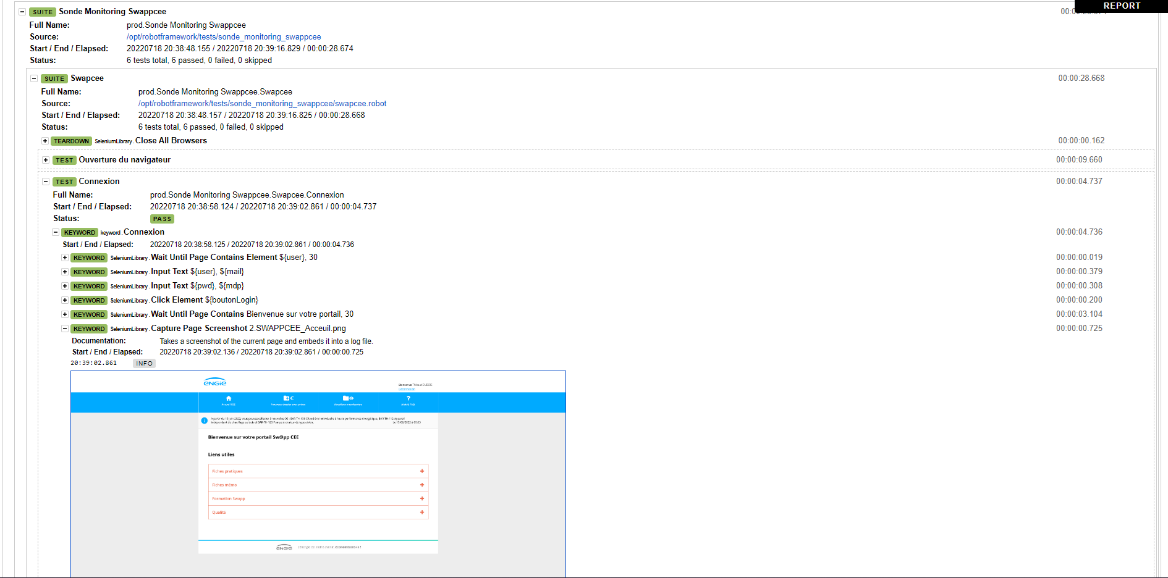 REPORT
SUITE Sonde Monitoring Swappcee
Full Name: prod.Sonde Monitoring Swappcee
Source: /opt/robotframework/tests/sonde_monitoring_swappcee
Start / End / Elapsed: 20220718 20:38:48.155 / 20220718 20:39:16.829 / 00:00:28.674
Status: 6 tests total, 6 passed, 0 failed, 0 skipped
SUITE Swapcee 00:00:28.668
Full Name: prod.Sonde Monitoring Swappcee.Swapcee
Source: /opt/robotframework/tests/sonde_monitoring_swappcee/swapcee.robot
Start / End / Elapsed: 20220718 20:38:48.157 / 20220718 20:39:16.825 / 00:00:28.668
Status: 6 tests total, 6 passed, 0 failed, 0 skipped
TEARDOWN SeleniumLibrary. Close All Browsers 00:00:00.162
TEST Ouverture du navigateur 00:00:09.660
TEST Connexion 00:00:04.737
Full Name: prod.Sonde Monitoring Swappcee.Swapcee.Connexion
Start / End / Elapsed: 20220718 20:38:58.124 / 20220718 20:39:02.861 / 00:00:04.737
Status: PASS
KEYWORD keyword. Connexion 00:00:04.736
Start / End / Elapsed: 20220718 20:38:58.125 / 20220718 20:39:02.861 / 00:00:04.736
KEYWORD SeleniumLibrary. Wait Until Page Contains Element ${user}, 30 00:00:00.019
KEYWORD SeleniumLibrary. Input Text ${user}, ${mail} 00:00:00.379
KEYWORD SeleniumLibrary. Input Text ${pwd}, ${mdp} 00:00:00.308
KEYWORD SeleniumLibrary. Click Element ${boutonLogin} 00:00:00.200
KEYWORD SeleniumLibrary. Wait Until Page Contains Bienvenue sur votre portail, 30 00:00:03.104
KEYWORD SeleniumLibrary. Capture Page Screenshot 2.SWAPPCEE_Acceuil.png 00:00:00.725
Documentation: Takes a screenshot of the current page and embeds it into a log file.
Start / End / Elapsed: 20220718 20:39:02.136 / 20220718 20:39:02.861 / 00:00:00.725
20:39:02.861 INFO
ENGIE
Bienvenue sur votre portail Sw@pp CEE
Liens utiles
Fiches pratiques